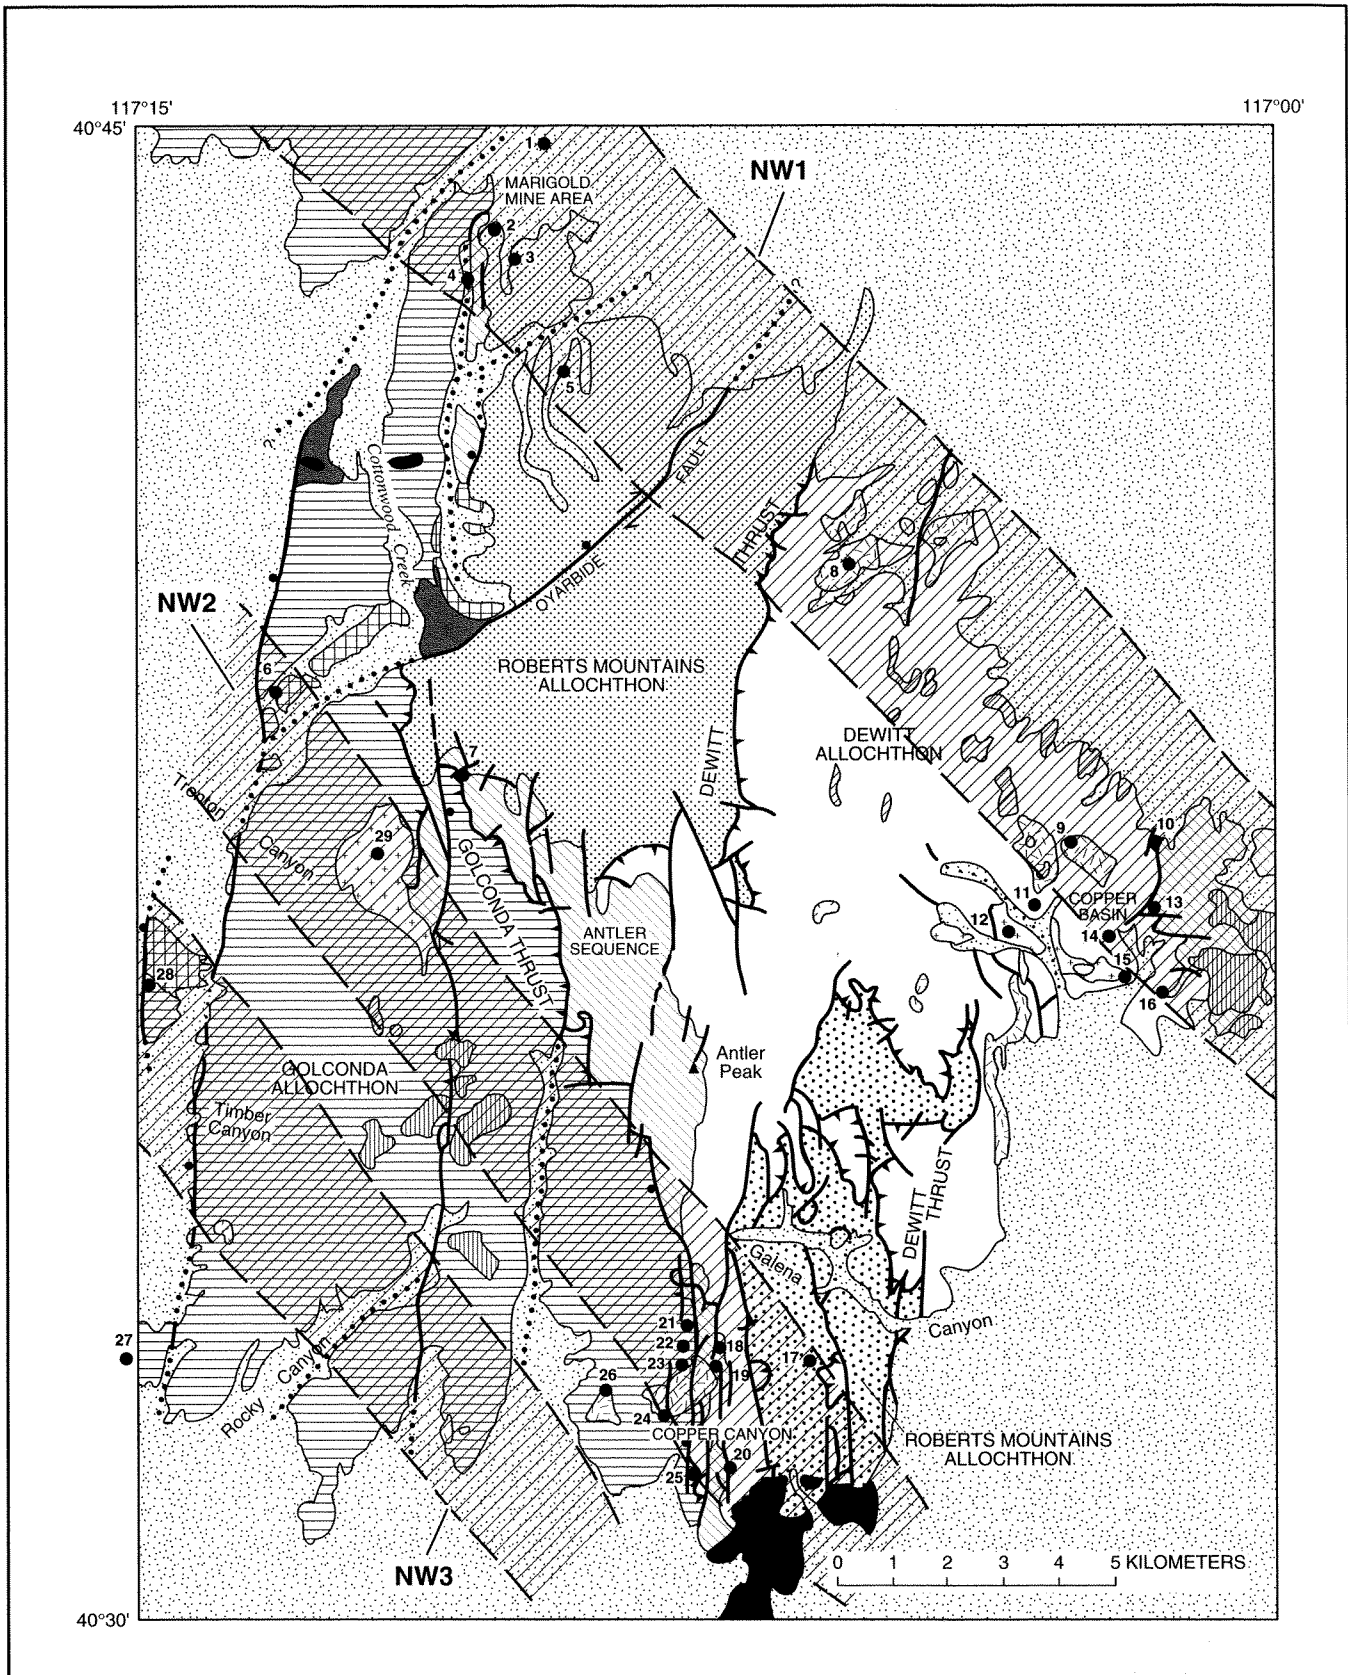 117°15'
117°00'
40°45'
1
NW1
MARIGOLD
MINE AREA
2
3
4
?
?
5
?
FAULT
Cottonwood Creek
THRUST
8
OYARBIDE
NW2
6
ROBERTS MOUNTAINS
ALLOCHTHON
DEWITT
ALLOCHTHON
DEWITT
7
Trenton
Canyon
29
GOLCONDA THRUST
9
10
11
COPPER
BASIN
12
13
14
15
16
ANTLER
SEQUENCE
28
Antler
Peak
GOLCONDA
ALLOCHTHON
Timber
Canyon
DEWITT
THRUST
Galena
Canyon
27
21
22
18
23
19
17
26
Rocky
Canyon
24
COPPER CANYON
ROBERTS MOUNTAINS
ALLOCHTHON
20
25
NW3
0 1 2 3 4 5 KILOMETERS
40°30'